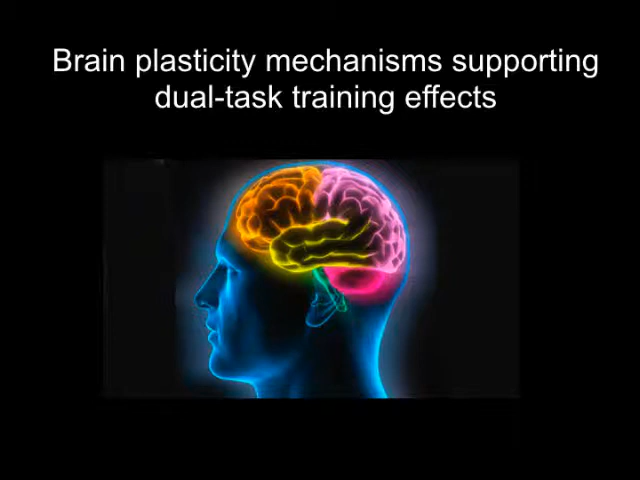 Brain plasticity mechanisms supporting
dual-task training effects